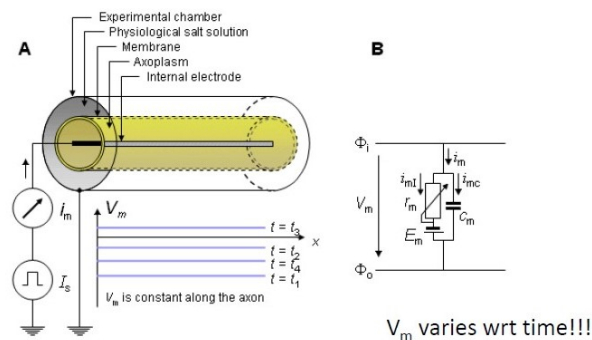 Experimental chamber
Physiological salt solution
Membrane
Axoplasm
Internal electrode
A
B
Φi
im
imI
imc
Vm
rm
cm
Em
Φo
im
Vm
t = t3
x
t = t2
t = t4
t = t1
Is
Vm is constant along the axon
Vm varies wrt time!!!